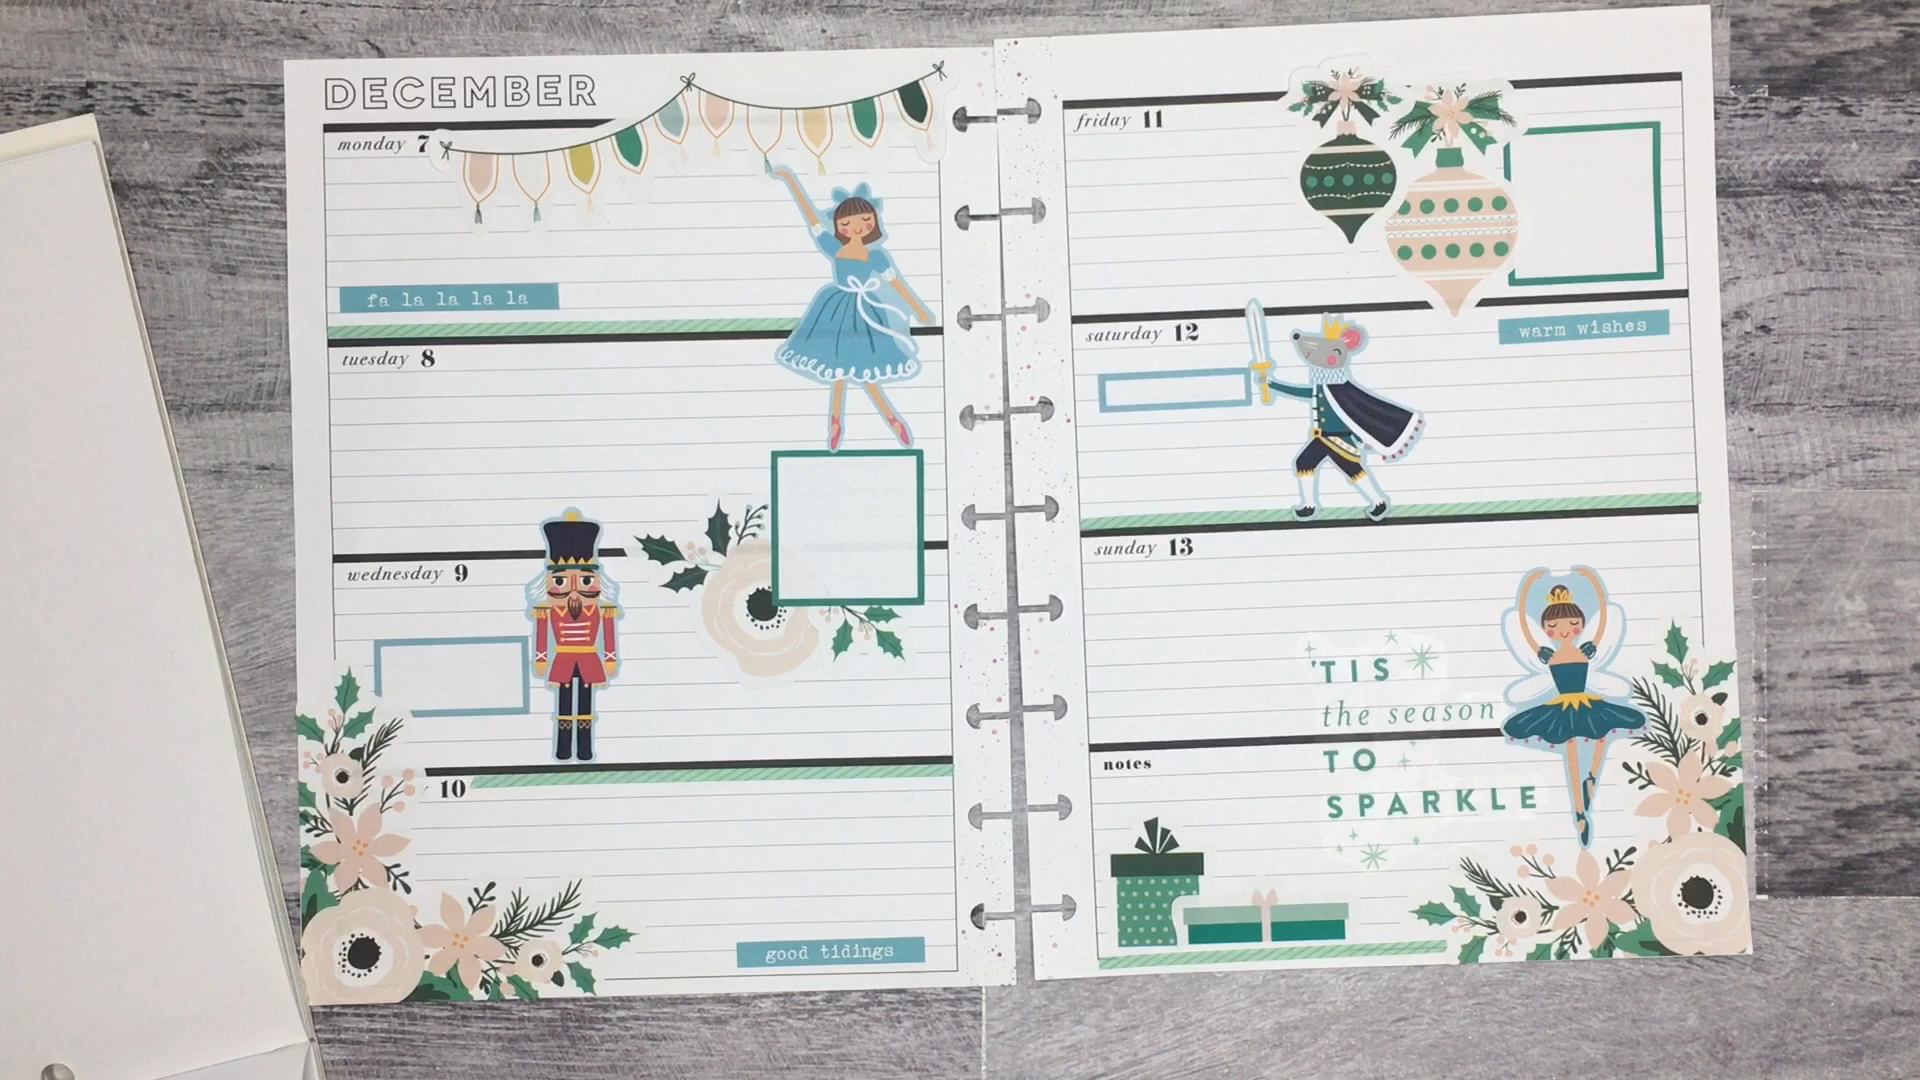 DECEMBER
monday 7
fa la la la la
tuesday 8
wednesday 9
10
good tidings
friday 11
saturday 12
warm wishes
sunday 13
'TIS
the season
TO
SPARKLE
notes